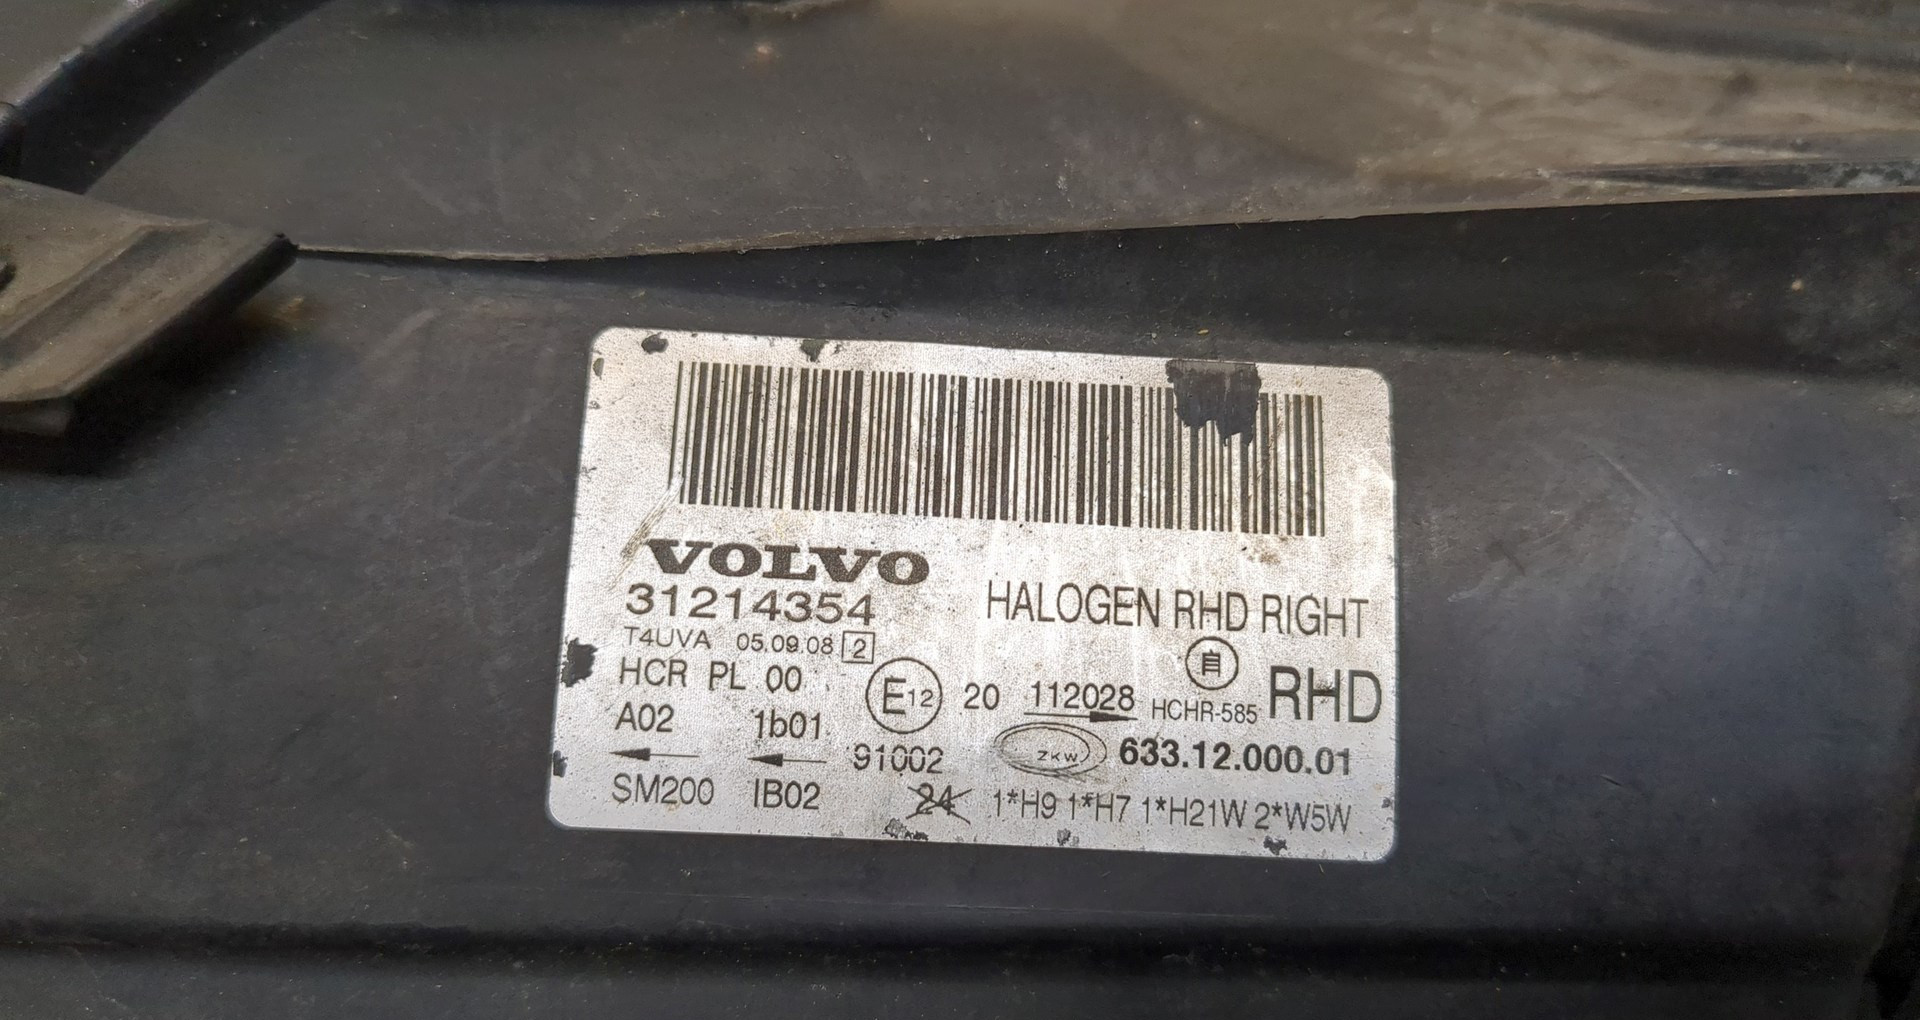 VOLVO
31214354
HALOGEN RHD RIGHT
T4UVA 05.09.08 2
自
HCR PL 00
E12 20 112028 HCHR-585 RHD
A02 1b01
91002 ZKW 633.12.000.01
SM200 IB02 24 1*H9 1*H7 1*H21W 2*W5W